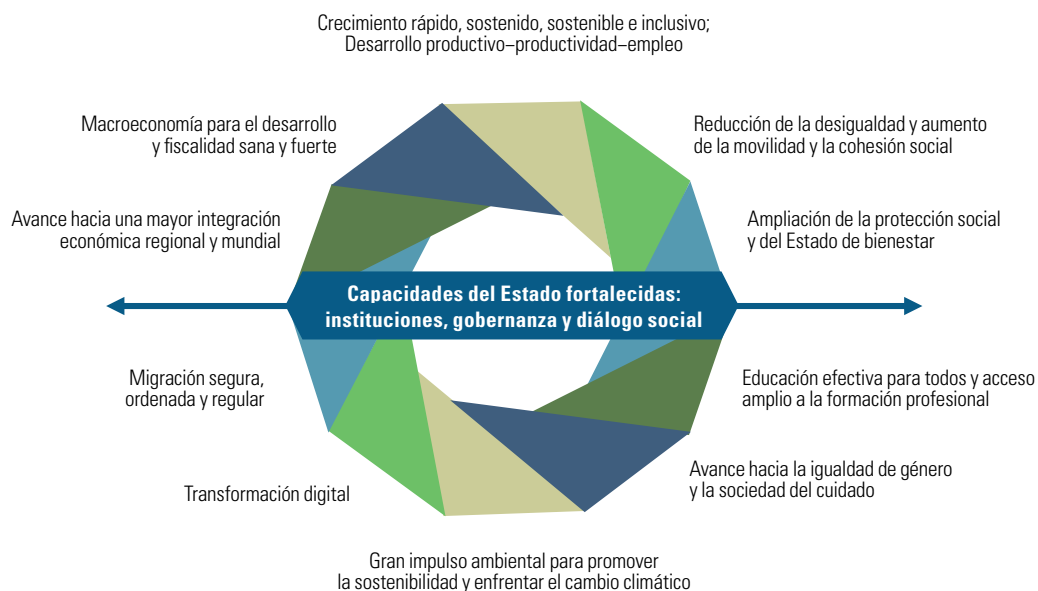 Crecimiento rápido, sostenido, sostenible e inclusivo;
Desarrollo productivo–productividad–empleo
Reducción de la desigualdad y aumento
de la movilidad y la cohesión social
Ampliación de la protección social
y del Estado de bienestar
Educación efectiva para todos y acceso
amplio a la formación profesional
Avance hacia la igualdad de género
y la sociedad del cuidado
Gran impulso ambiental para promover
la sostenibilidad y enfrentar el cambio climático
Transformación digital
Migración segura,
ordenada y regular
Avance hacia una mayor integración
económica regional y mundial
Macroeconomía para el desarrollo
y fiscalidad sana y fuerte
Capacidades del Estado fortalecidas:
instituciones, gobernanza y diálogo social